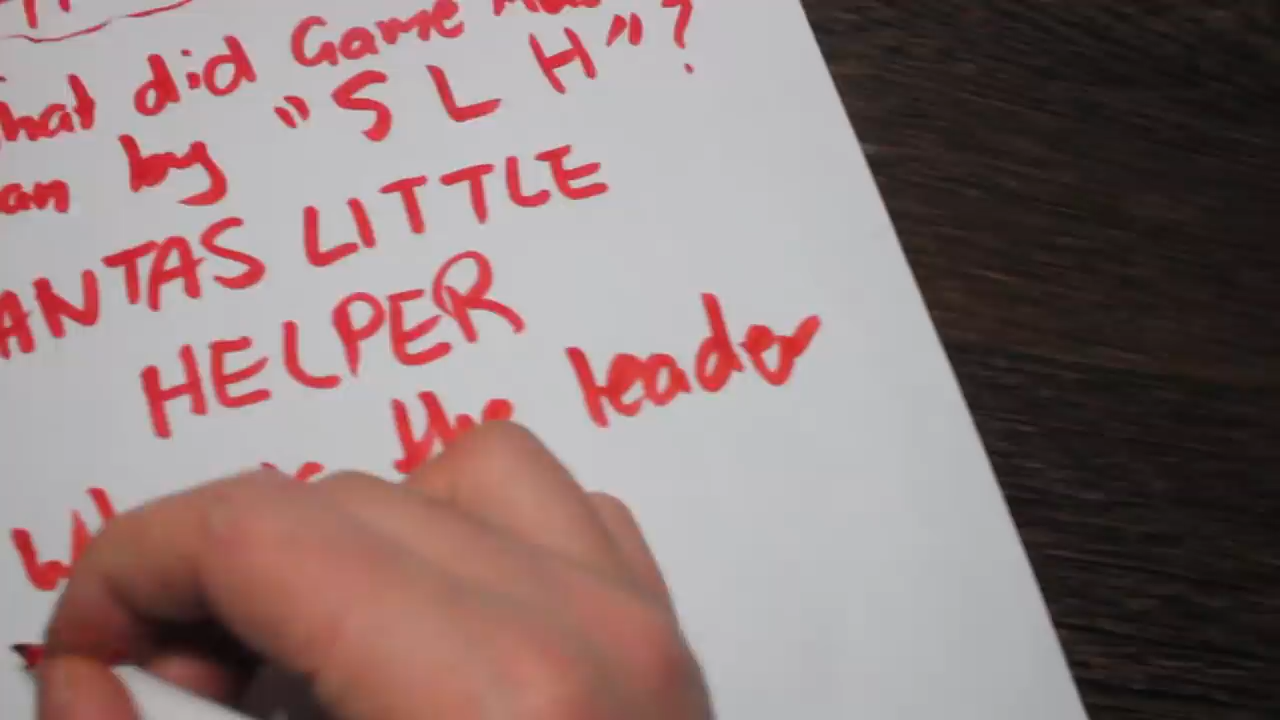 hat did Game
an by "S L H"?
ANTAS LITTLE
HELPER
the leader